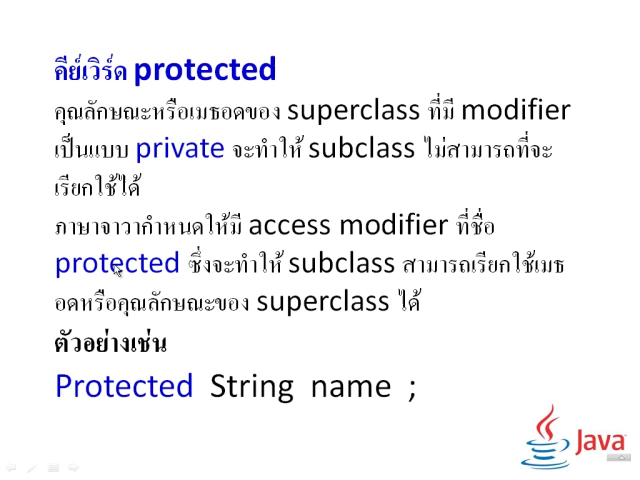 คีย์เวิร์ด protected
คุณลักษณะหรือเมธอดของ superclass ที่มี modifier
เป็นแบบ private จะทำให้ subclass ไม่สามารถที่จะ
เรียกใช้ได้
ภาษาจาวากำหนดให้มี access modifier ที่ชื่อ
protected ซึ่งจะทำให้ subclass สามารถเรียกใช้เมธ
อดหรือคุณลักษณะของ superclass ได้
ตัวอย่างเช่น
Protected String name ;
Java